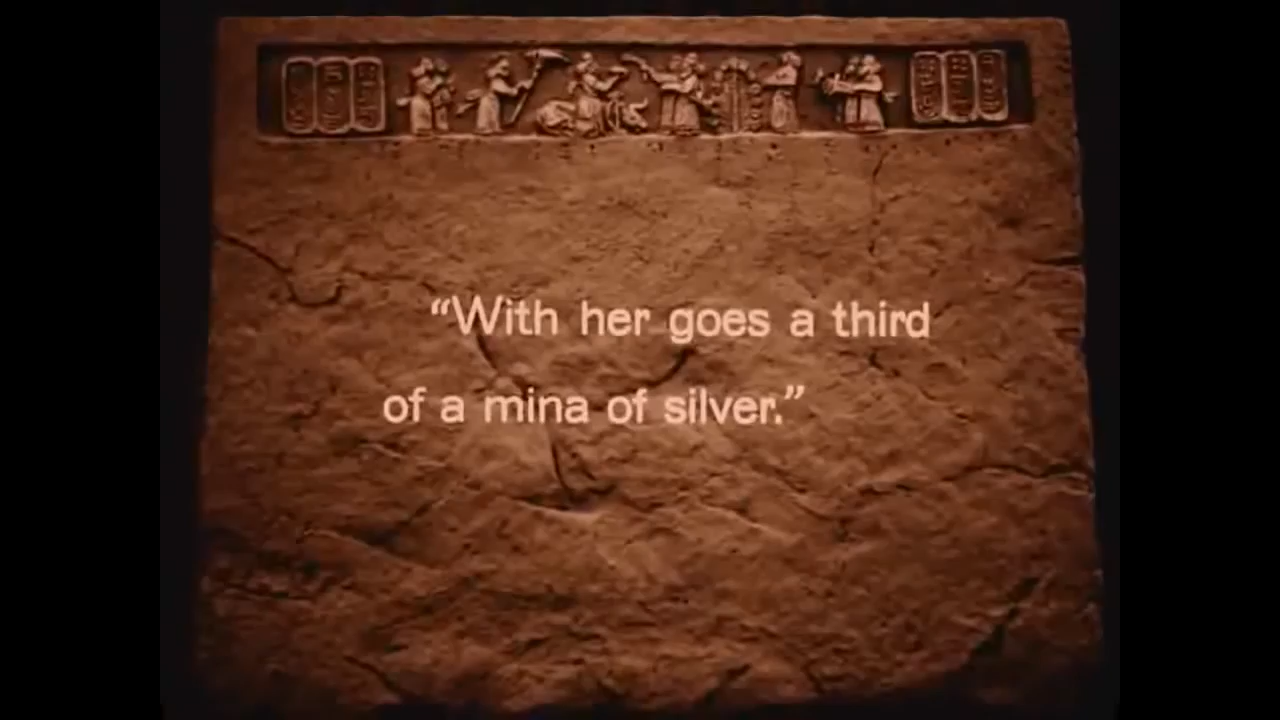 “With her goes a third
of a mina of silver.”